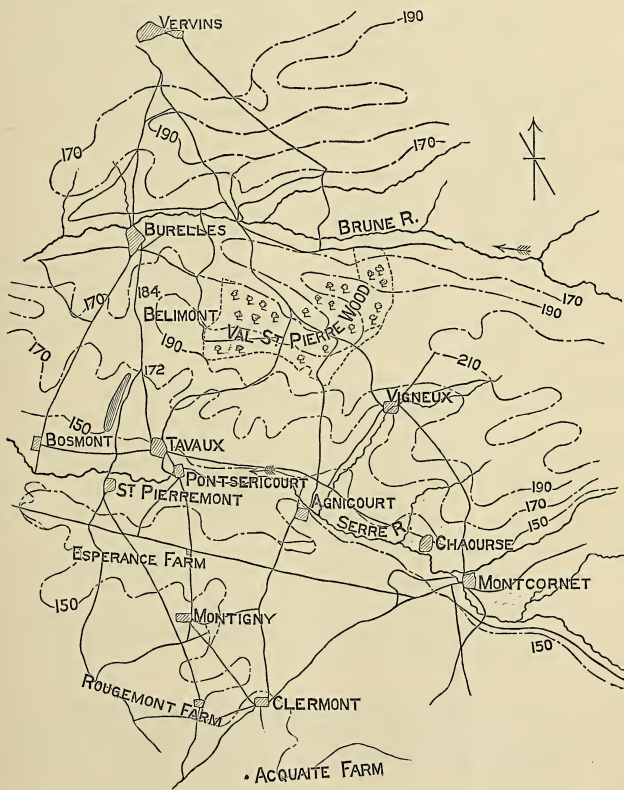 VERVINS
190
190
170
170
BRUNE R.
BURELLES
170
190
170
184
BELIMONT
VAL ST PIERRE WOOD
190
170
172
210
VIGNEUX
150
BOSMONT
TAVAUX
PONT-SERICOURT
ST PIERREMONT
190
170
150
AGNICOURT
SERRE R.
CHAOURSE
ESPERANCE FARM
MONTCORNET
150
MONTIGNY
150
ROUGEMONT FARM
CLERMONT
ACQUAITE FARM